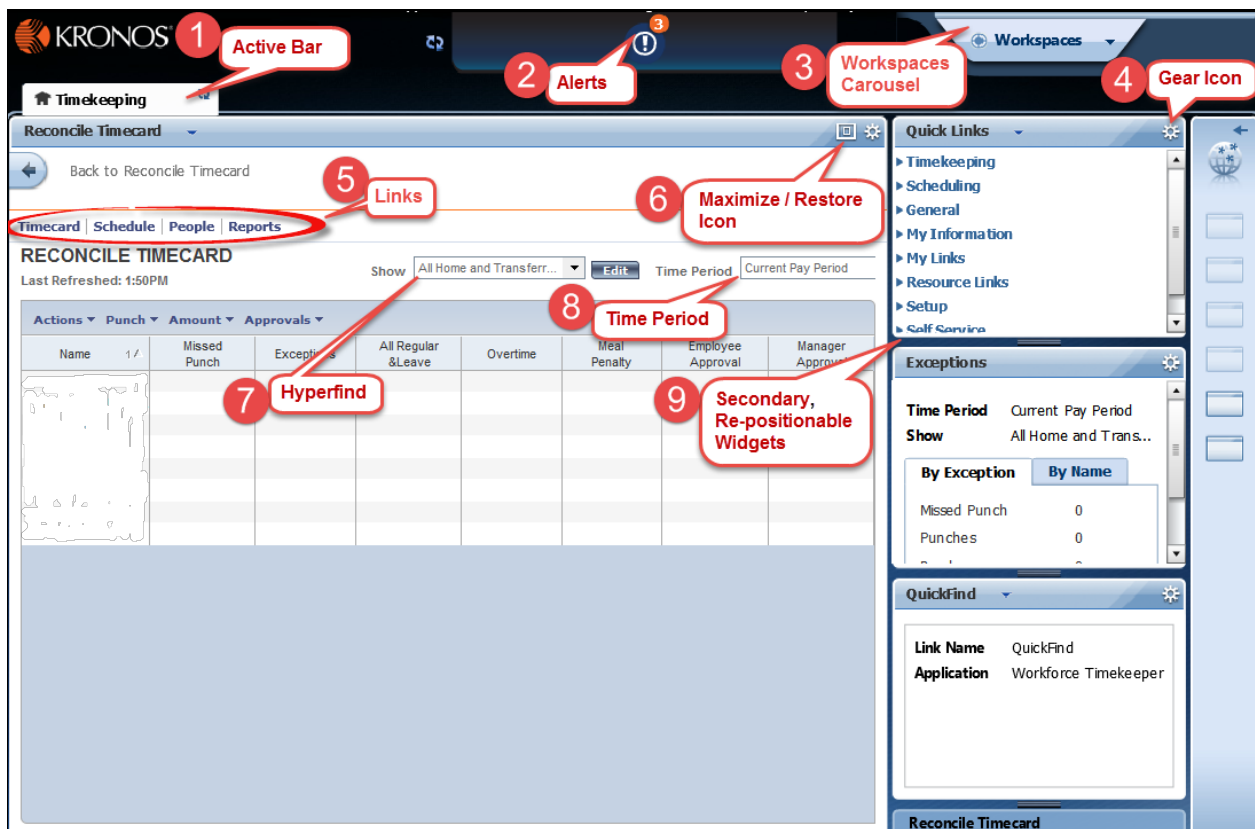 KRONOS
1
Active Bar
3
2
Alerts
3
Workspaces
Carousel
Workspaces
4
Gear Icon
Timekeeping
Reconcile Timecard
Back to Reconcile Timecard
5
Links
6
Maximize / Restore
Icon
Timecard | Schedule | People | Reports
RECONCILE TIMECARD
Last Refreshed: 1:50PM
Show All Home and Transferr... Edit Time Period Current Pay Period
8
Time Period
Actions Punch Amount Approvals
Name 1
Missed
Punch
Exceptions
All Regular
&Leave
Overtime
Meal
Penalty
Employee
Approval
Manager
Approval
7
Hyperfind
9
Secondary,
Re-positionable
Widgets
Quick Links
Timekeeping
Scheduling
General
My Information
My Links
Resource Links
Setup
Self Service
Exceptions
Time Period Current Pay Period
Show All Home and Trans...
By Exception By Name
Missed Punch 0
Punches 0
QuickFind
Link Name QuickFind
Application Workforce Timekeeper
Reconcile Timecard